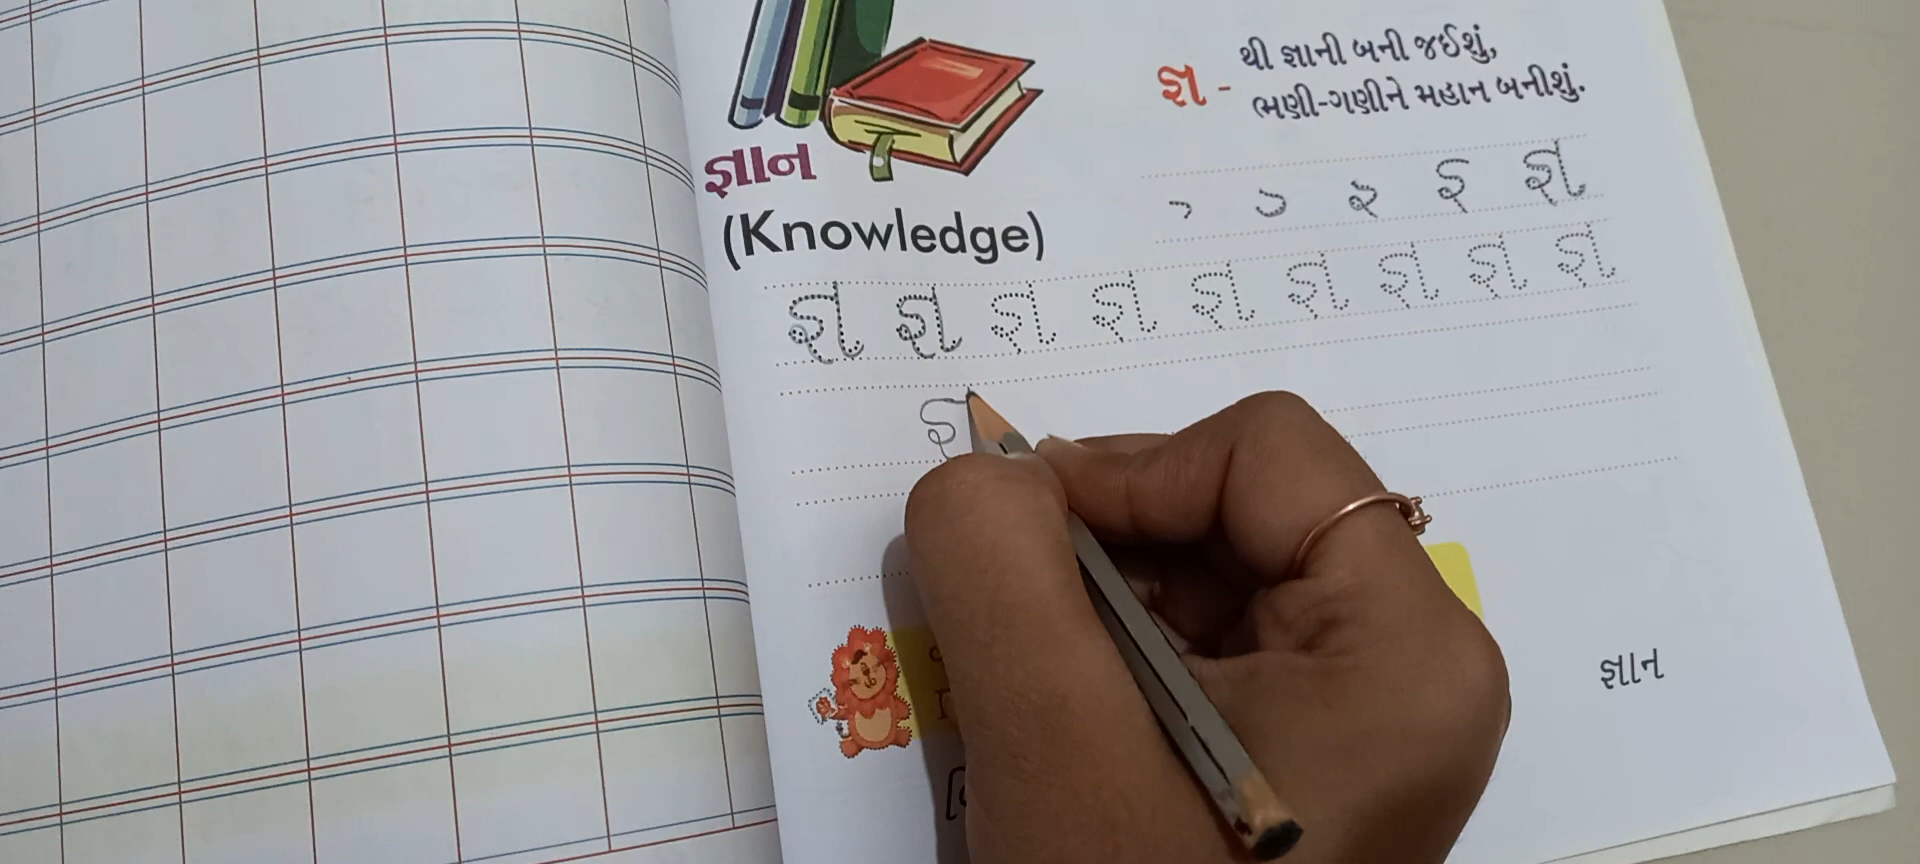 જ્ઞ - થી જ્ઞાની બની જઈશું,
ભણી-ગણીને મહાન બનીશું.
જ્ઞાન
(Knowledge)
જ્ઞ
જ્ઞ જ્ઞ જ્ઞ જ્ઞ જ્ઞ જ્ઞ જ્ઞ જ્ઞ જ્ઞ
જ્ઞાન